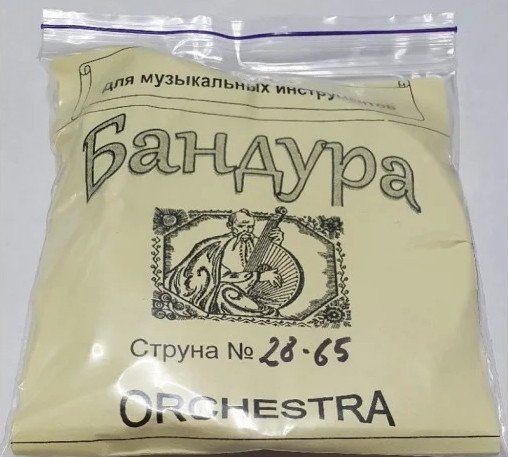 для музыкальных инструментов
Бандура
Струна № 28-65
ORCHESTRA